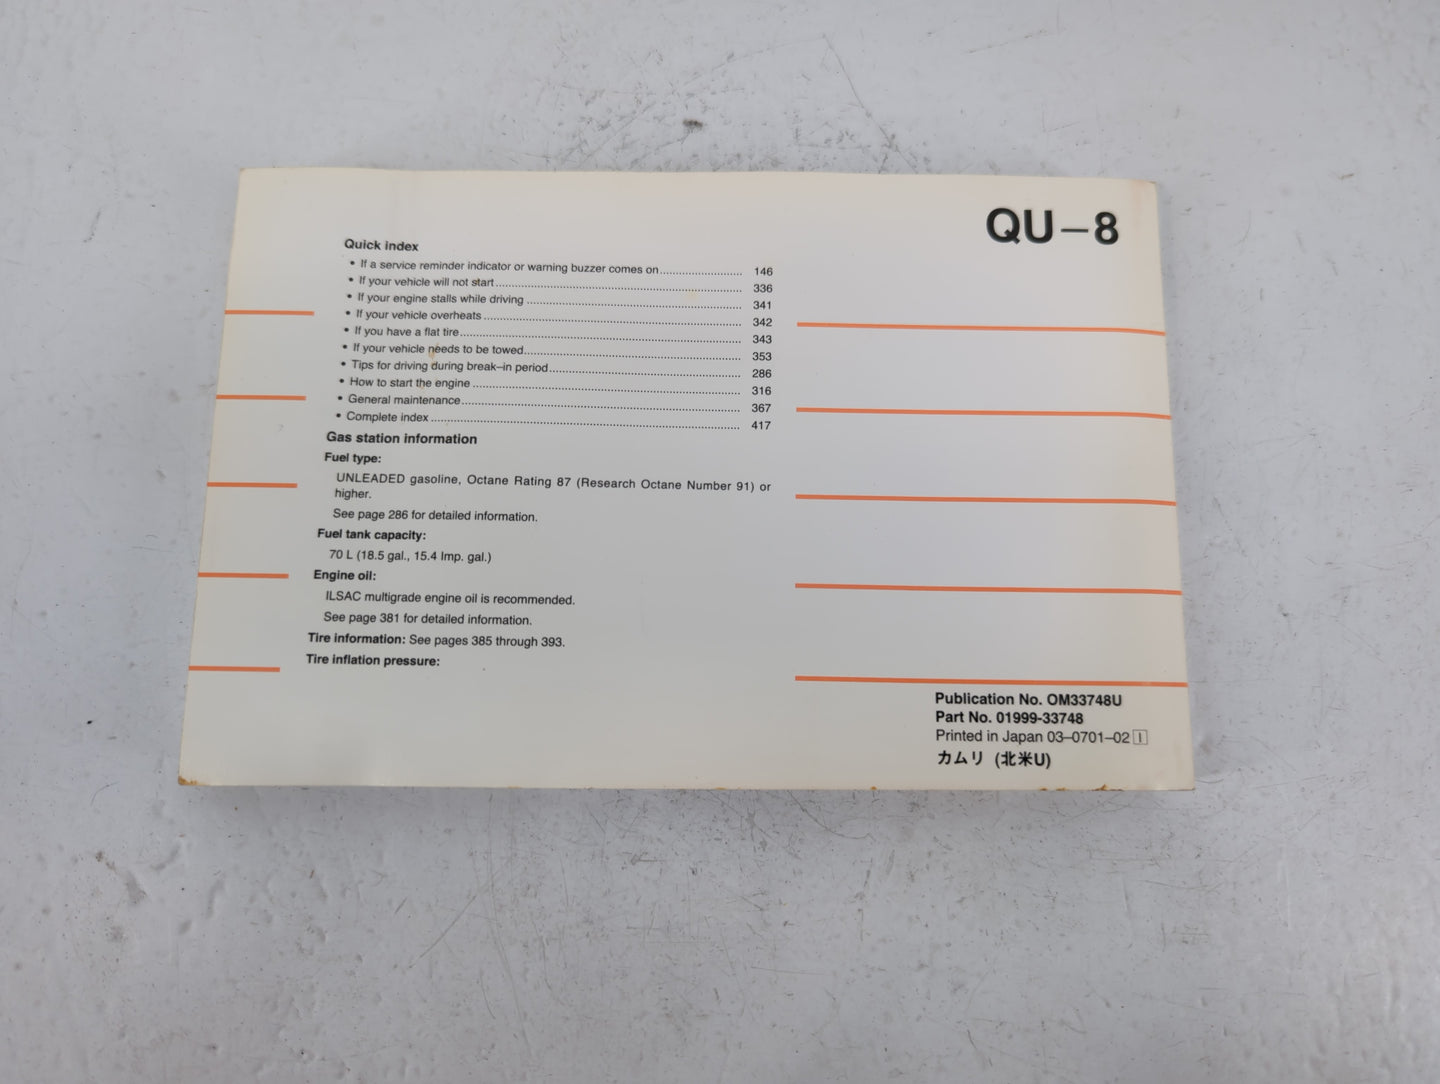 QU–8
Quick index
• If a service reminder indicator or warning buzzer comes on ........................ 146
• If your vehicle will not start ........................ 336
• If your engine stalls while driving ........................ 341
• If your vehicle overheats ........................ 342
• If you have a flat tire ........................ 343
• If your vehicle needs to be towed ........................ 353
• Tips for driving during break–in period ........................ 286
• How to start the engine ........................ 316
• General maintenance ........................ 367
• Complete index ........................ 417
Gas station information
Fuel type:
UNLEADED gasoline, Octane Rating 87 (Research Octane Number 91) or
higher.
See page 286 for detailed information.
Fuel tank capacity:
70 L (18.5 gal., 15.4 Imp. gal.)
Engine oil:
ILSAC multigrade engine oil is recommended.
See page 381 for detailed information.
Tire information: See pages 385 through 393.
Tire inflation pressure:
Publication No. OM33748U
Part No. 01999-33748
Printed in Japan 03–0701–02 I
カムリ (北米U)